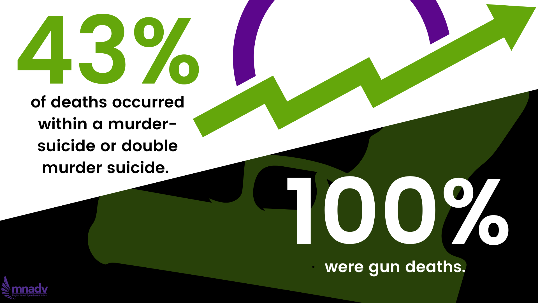 43%
of deaths occurred
within a murder-
suicide or double
murder suicide.
100%
were gun deaths.
mnadv